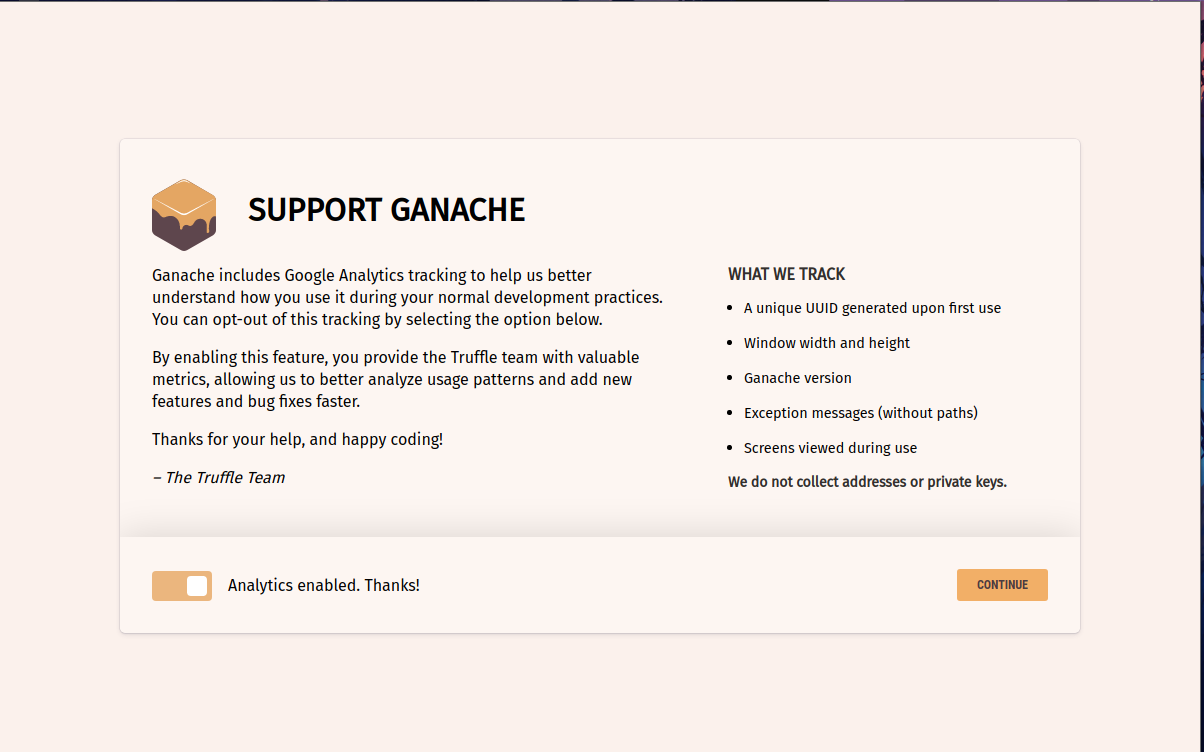 SUPPORT GANACHE
Ganache includes Google Analytics tracking to help us better
understand how you use it during your normal development practices.
You can opt-out of this tracking by selecting the option below.
By enabling this feature, you provide the Truffle team with valuable
metrics, allowing us to better analyze usage patterns and add new
features and bug fixes faster.
Thanks for your help, and happy coding!
– The Truffle Team
WHAT WE TRACK
• A unique UUID generated upon first use
• Window width and height
• Ganache version
• Exception messages (without paths)
• Screens viewed during use
We do not collect addresses or private keys.
Analytics enabled. Thanks!
CONTINUE